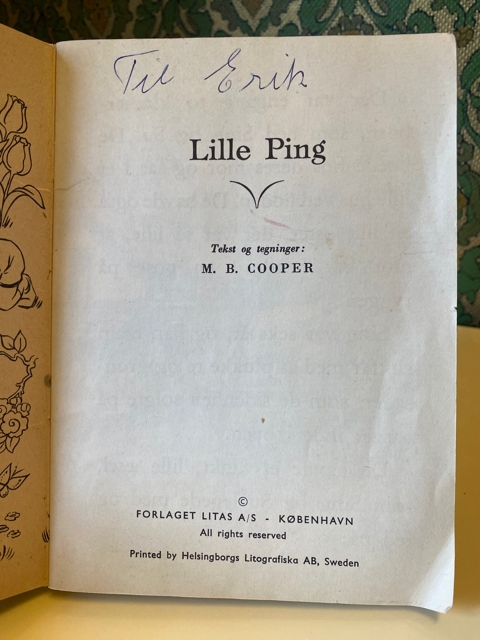 Til Erik
Lille Ping
Tekst og tegninger:
M. B. COOPER
©
FORLAGET LITAS A/S - KØBENHAVN
All rights reserved
Printed by Helsingborgs Litografiska AB, Sweden